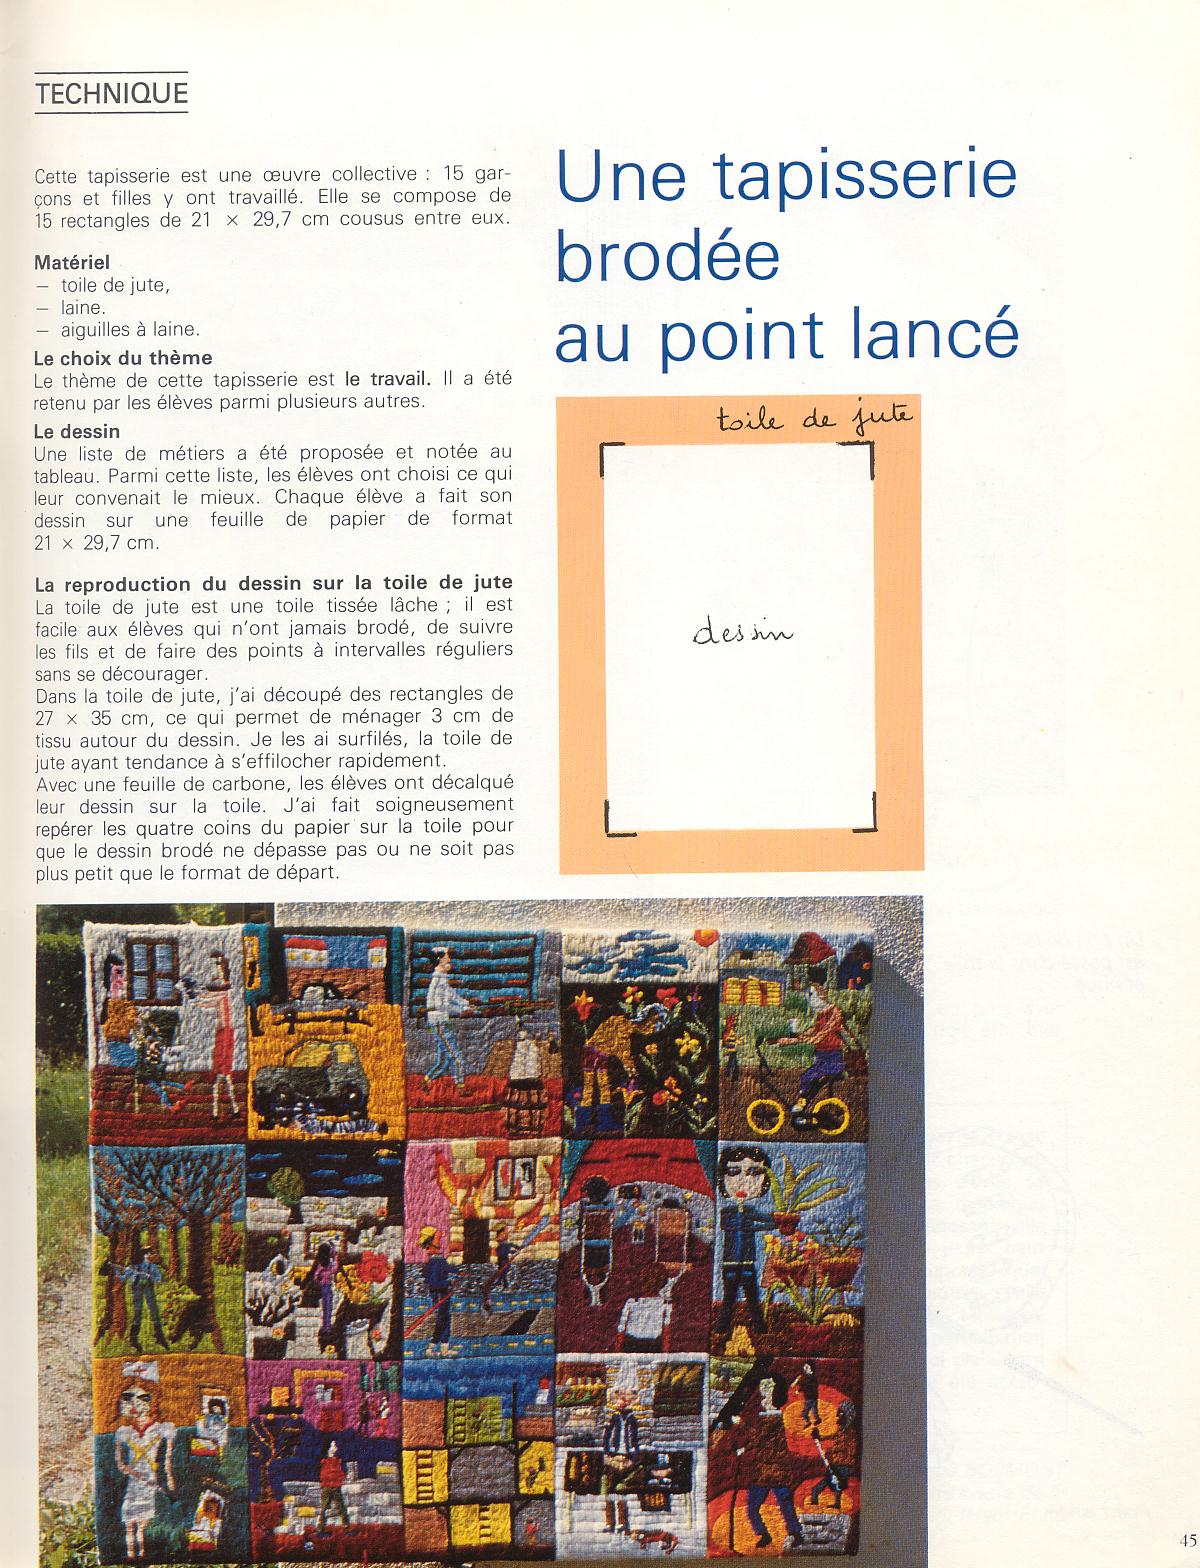 TECHNIQUE
Cette tapisserie est une œuvre collective : 15 gar-
çons et filles y ont travaillé. Elle se compose de
15 rectangles de 21 × 29,7 cm cousus entre eux.
Matériel
— toile de jute,
— laine.
— aiguilles à laine.
Le choix du thème
Le thème de cette tapisserie est le travail. Il a été
retenu par les élèves parmi plusieurs autres.
Le dessin
Une liste de métiers a été proposée et notée au
tableau. Parmi cette liste, les élèves ont choisi ce qui
leur convenait le mieux. Chaque élève a fait son
dessin sur une feuille de papier de format
21 × 29,7 cm.
La reproduction du dessin sur la toile de jute
La toile de jute est une toile tissée lâche ; il est
facile aux élèves qui n'ont jamais brodé, de suivre
les fils et de faire des points à intervalles réguliers
sans se décourager.
Dans la toile de jute, j'ai découpé des rectangles de
27 × 35 cm, ce qui permet de ménager 3 cm de
tissu autour du dessin. Je les ai surfilés, la toile de
jute ayant tendance à s'effilocher rapidement.
Avec une feuille de carbone, les élèves ont décalqué
leur dessin sur la toile. J'ai fait soigneusement
repérer les quatre coins du papier sur la toile pour
que le dessin brodé ne dépasse pas ou ne soit pas
plus petit que le format de départ.
Une tapisserie
brodée
au point lancé
toile de jute
dessin
45